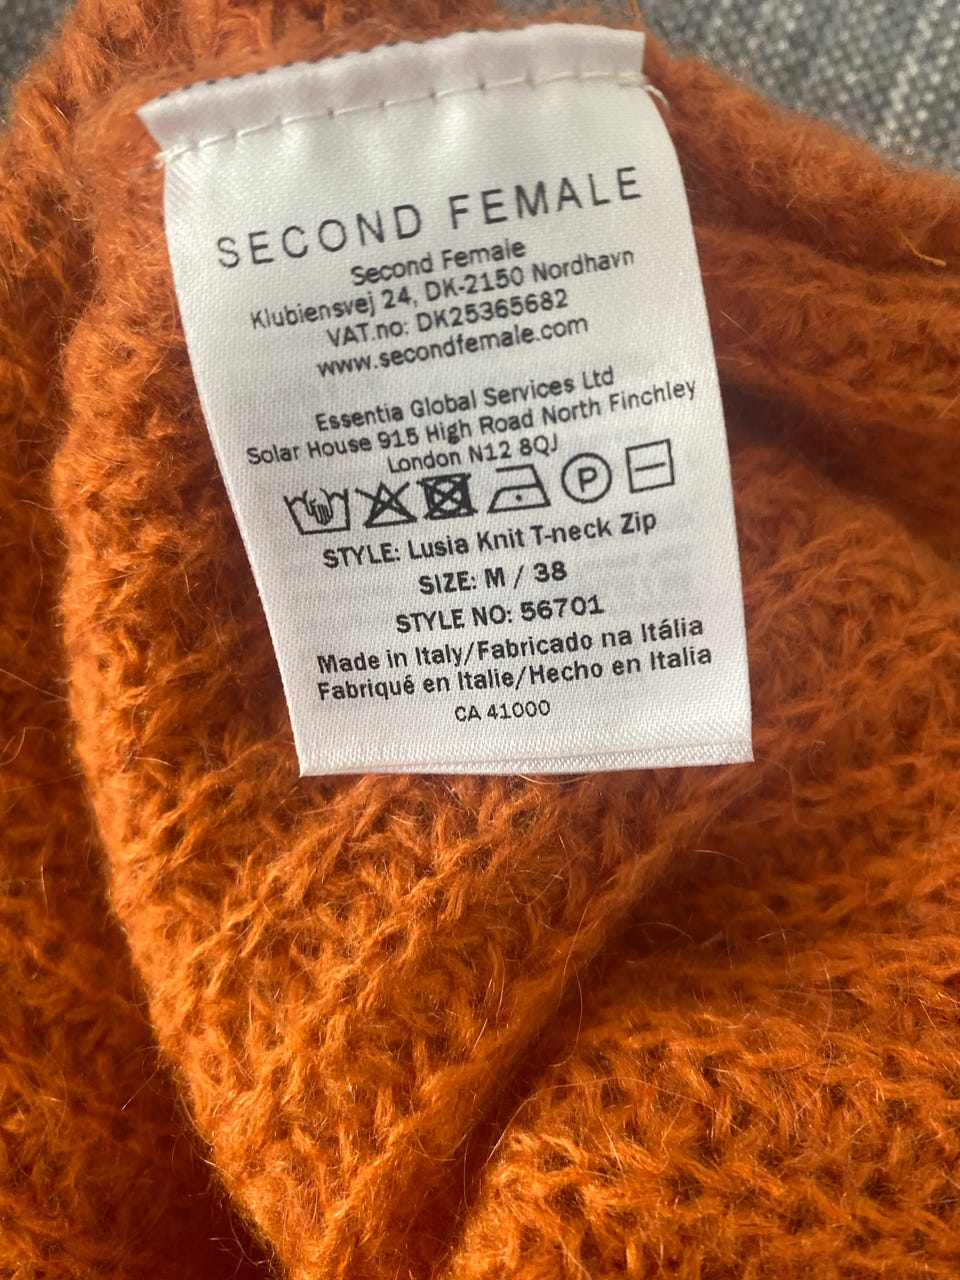 SECOND FEMALE
Second Female
Klubiensvej 24, DK-2150 Nordhavn
VAT.no: DK25365682
www.secondfemale.com
Essentia Global Services Ltd
Solar House 915 High Road North Finchley
London N12 8QJ
P
STYLE: Lusia Knit T-neck Zip
SIZE: M / 38
STYLE NO: 56701
Made in Italy/Fabricado na Itália
Fabriqué en Italie/Hecho en Italia
CA 41000